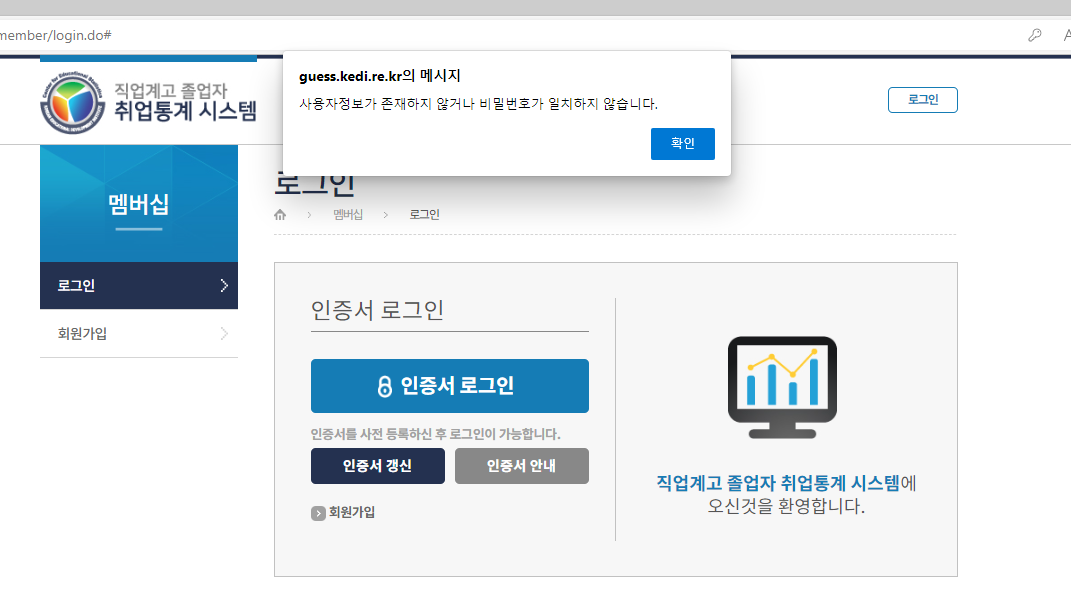 member/login.do#
guess.kedi.re.kr의 메시지
사용자정보가 존재하지 않거나 비밀번호가 일치하지 않습니다.
확인
직업계고 졸업자
취업통계 시스템
로그인
멤버십
로그인
회원가입
로그인
멤버십
로그인
인증서 로그인
인증서 로그인
인증서를 사전 등록하신 후 로그인이 가능합니다.
인증서 갱신
인증서 안내
회원가입
직업계고 졸업자 취업통계 시스템에
오신것을 환영합니다.